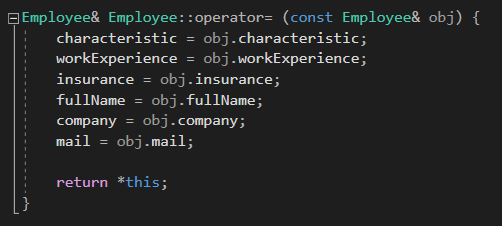 Employee& Employee::operator= (const Employee& obj) {
    characteristic = obj.characteristic;
    workExperience = obj.workExperience;
    insurance = obj.insurance;
    fullName = obj.fullName;
    company = obj.company;
    mail = obj.mail;

    return *this;
}